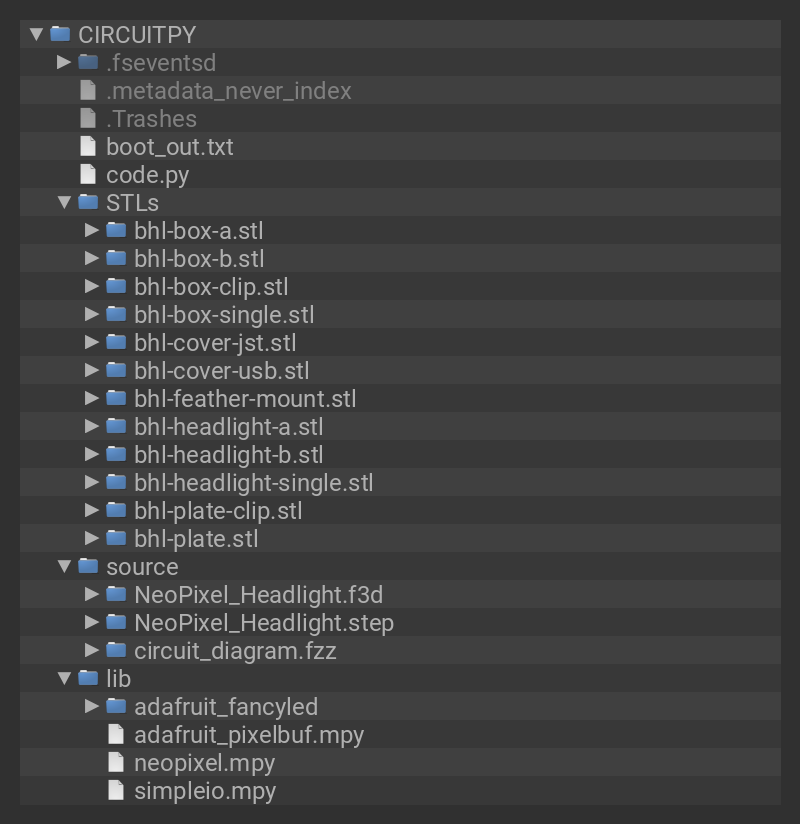 CIRCUITPY
.fseventsd
.metadata_never_index
.Trashes
boot_out.txt
code.py
STLs
bhl-box-a.stl
bhl-box-b.stl
bhl-box-clip.stl
bhl-box-single.stl
bhl-cover-jst.stl
bhl-cover-usb.stl
bhl-feather-mount.stl
bhl-headlight-a.stl
bhl-headlight-b.stl
bhl-headlight-single.stl
bhl-plate-clip.stl
bhl-plate.stl
source
NeoPixel_Headlight.f3d
NeoPixel_Headlight.step
circuit_diagram.fzz
lib
adafruit_fancyled
adafruit_pixelbuf.mpy
neopixel.mpy
simpleio.mpy